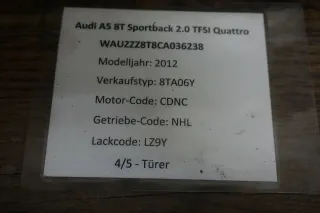 Audi A5 8T Sportback 2.0 TFSI Quattro
WAUZZZ8T8CA036238
Modelljahr: 2012
Verkaufstyp: 8TA06Y
Motor-Code: CDNC
Getriebe-Code: NHL
Lackcode: LZ9Y
4/5 - Türer